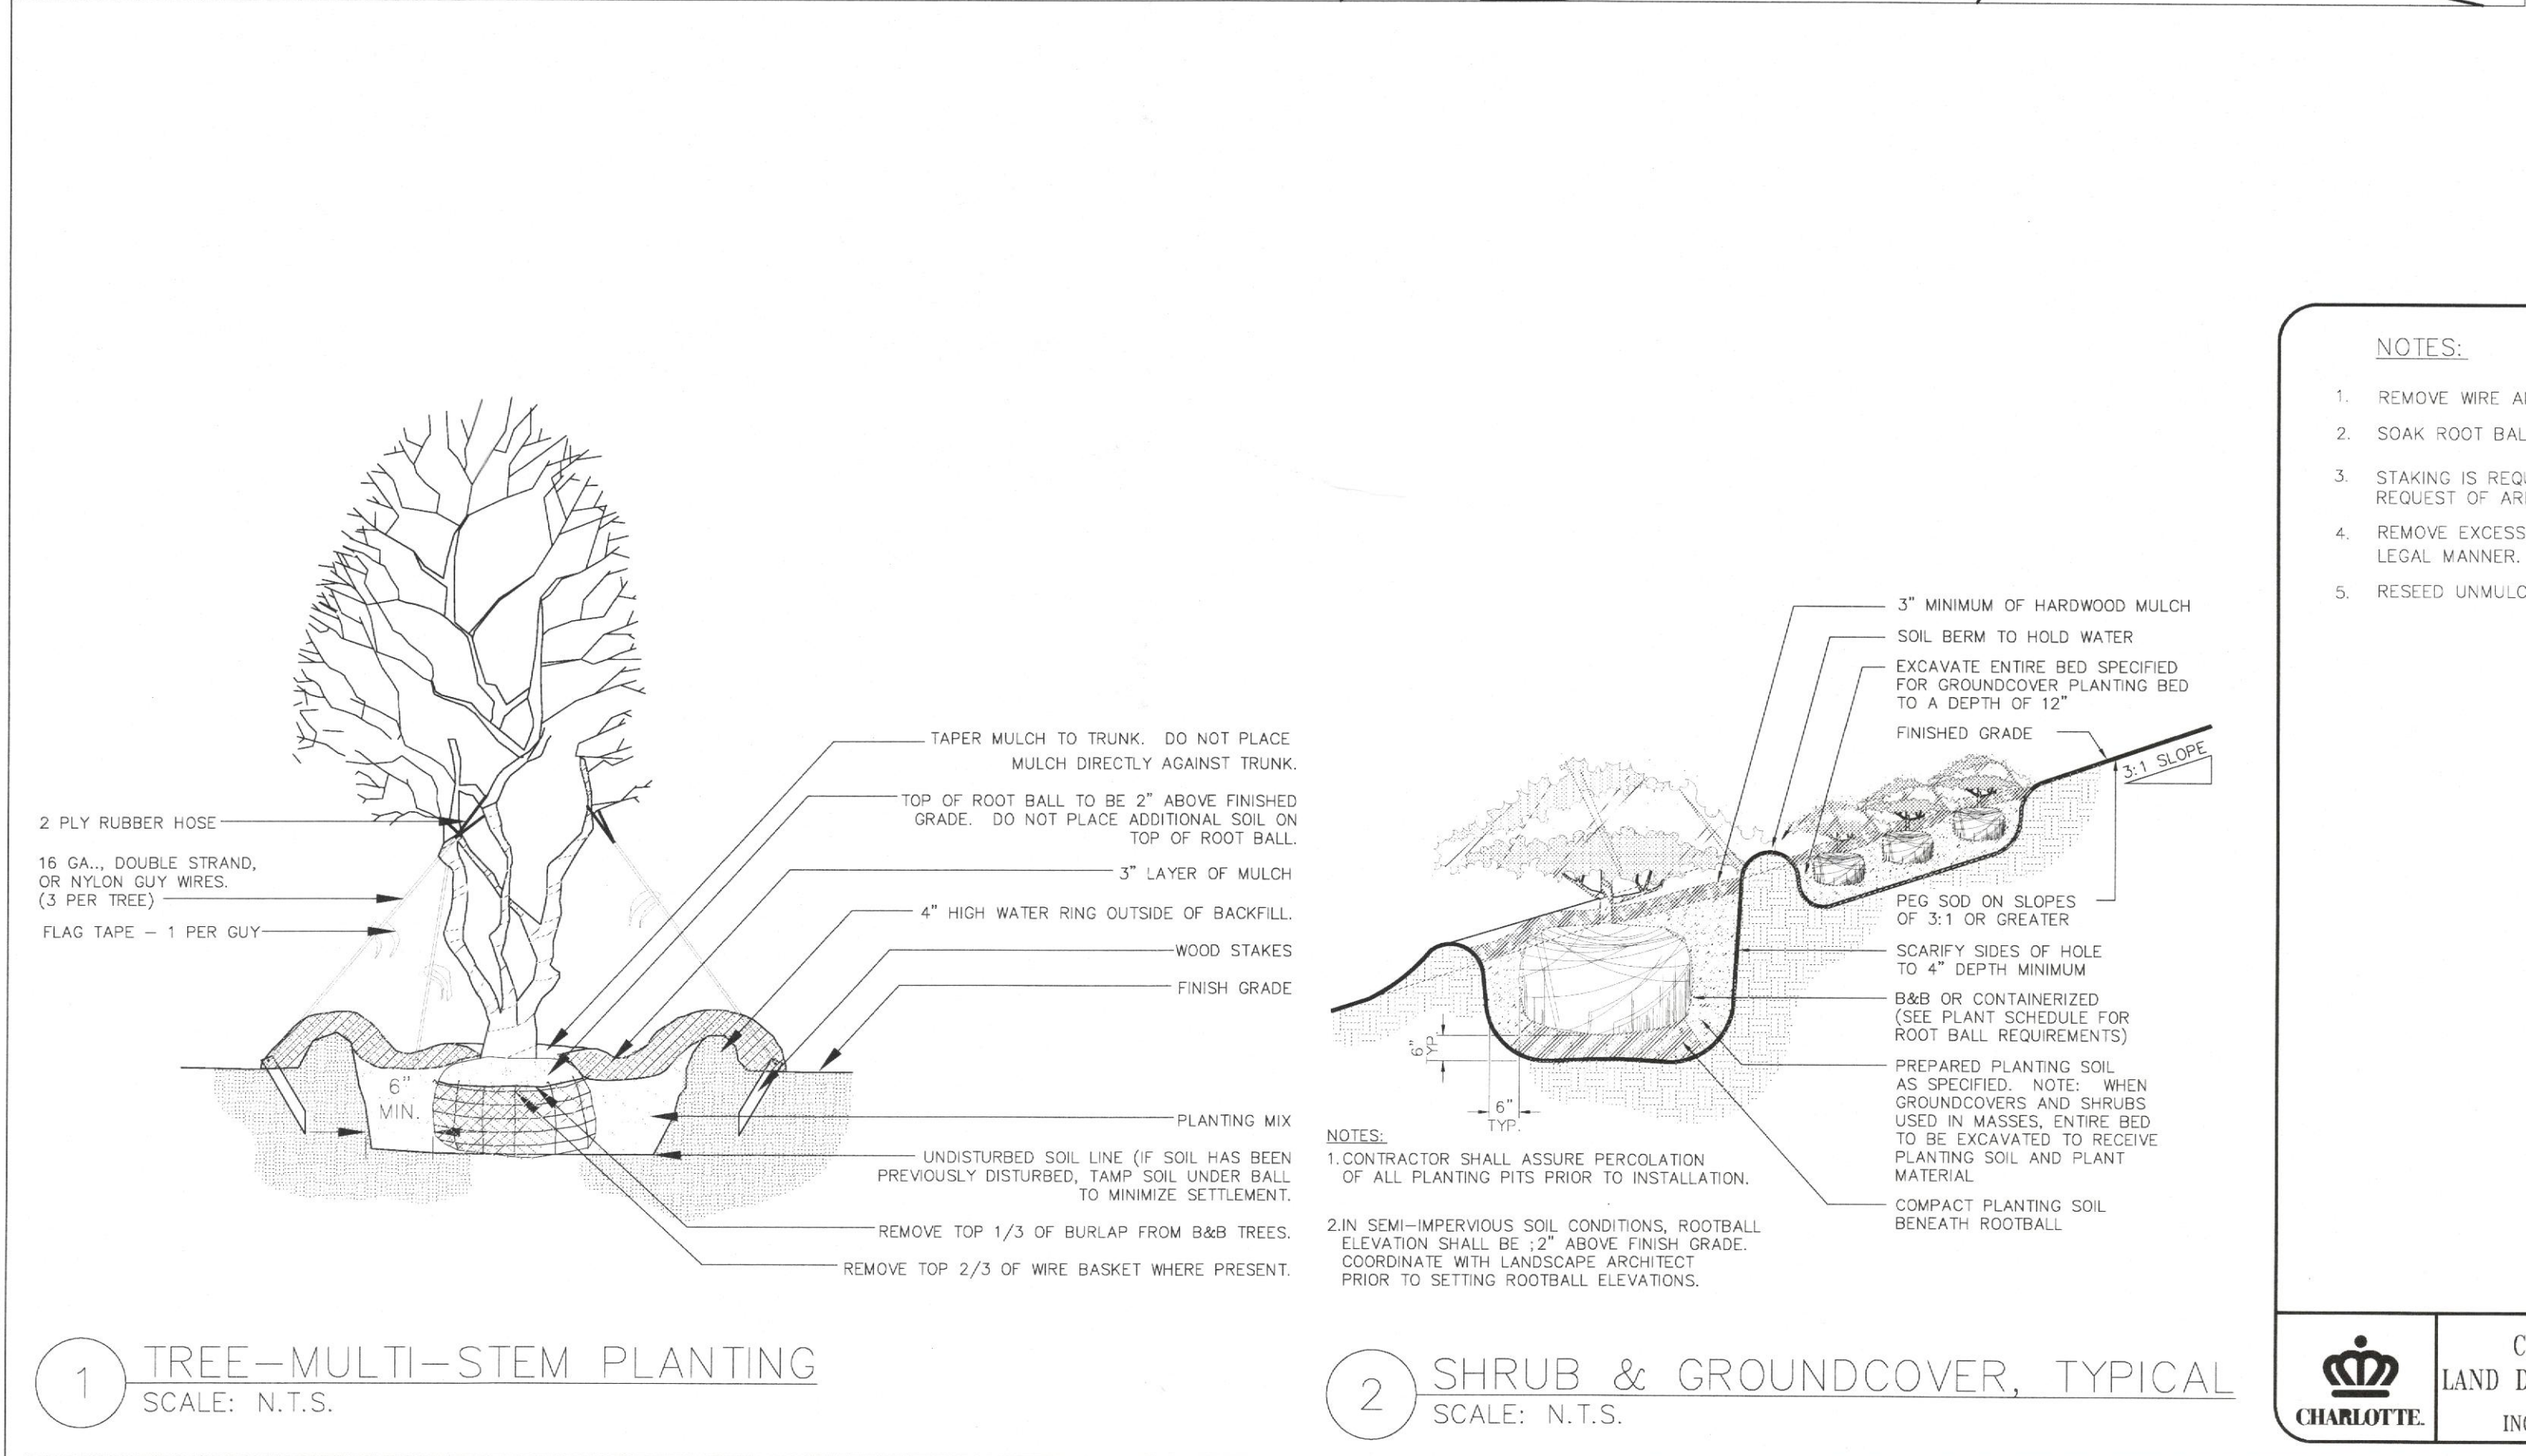 2 PLY RUBBER HOSE
16 GA.., DOUBLE STRAND,
OR NYLON GUY WIRES.
(3 PER TREE)
FLAG TAPE – 1 PER GUY
TAPER MULCH TO TRUNK. DO NOT PLACE
MULCH DIRECTLY AGAINST TRUNK.
TOP OF ROOT BALL TO BE 2" ABOVE FINISHED
GRADE. DO NOT PLACE ADDITIONAL SOIL ON
TOP OF ROOT BALL.
3" LAYER OF MULCH
4" HIGH WATER RING OUTSIDE OF BACKFILL.
WOOD STAKES
FINISH GRADE
6"
MIN.
PLANTING MIX
UNDISTURBED SOIL LINE (IF SOIL HAS BEEN
PREVIOUSLY DISTURBED, TAMP SOIL UNDER BALL
TO MINIMIZE SETTLEMENT.
REMOVE TOP 1/3 OF BURLAP FROM B&B TREES.
REMOVE TOP 2/3 OF WIRE BASKET WHERE PRESENT.
1
TREE–MULTI–STEM PLANTING
SCALE: N.T.S.
3" MINIMUM OF HARDWOOD MULCH
SOIL BERM TO HOLD WATER
EXCAVATE ENTIRE BED SPECIFIED
FOR GROUNDCOVER PLANTING BED
TO A DEPTH OF 12"
FINISHED GRADE
3:1 SLOPE
PEG SOD ON SLOPES
OF 3:1 OR GREATER
SCARIFY SIDES OF HOLE
TO 4" DEPTH MINIMUM
B&B OR CONTAINERIZED
(SEE PLANT SCHEDULE FOR
ROOT BALL REQUIREMENTS)
PREPARED PLANTING SOIL
AS SPECIFIED. NOTE: WHEN
GROUNDCOVERS AND SHRUBS
USED IN MASSES, ENTIRE BED
TO BE EXCAVATED TO RECEIVE
PLANTING SOIL AND PLANT
MATERIAL
COMPACT PLANTING SOIL
BENEATH ROOTBALL
6"
TYP
6"
TYP.
NOTES:
1.CONTRACTOR SHALL ASSURE PERCOLATION
OF ALL PLANTING PITS PRIOR TO INSTALLATION.
2.IN SEMI–IMPERVIOUS SOIL CONDITIONS, ROOTBALL
ELEVATION SHALL BE ;2" ABOVE FINISH GRADE.
COORDINATE WITH LANDSCAPE ARCHITECT
PRIOR TO SETTING ROOTBALL ELEVATIONS.
2
SHRUB & GROUNDCOVER, TYPICAL
SCALE: N.T.S.
NOTES:
1. REMOVE WIRE
2. SOAK ROOT BAL
3. STAKING IS REQU
REQUEST OF
4. REMOVE EXCESS
LEGAL MANNER.
5. RESEED UNMULC
CHARLOTTE.
C
LAND D
IN